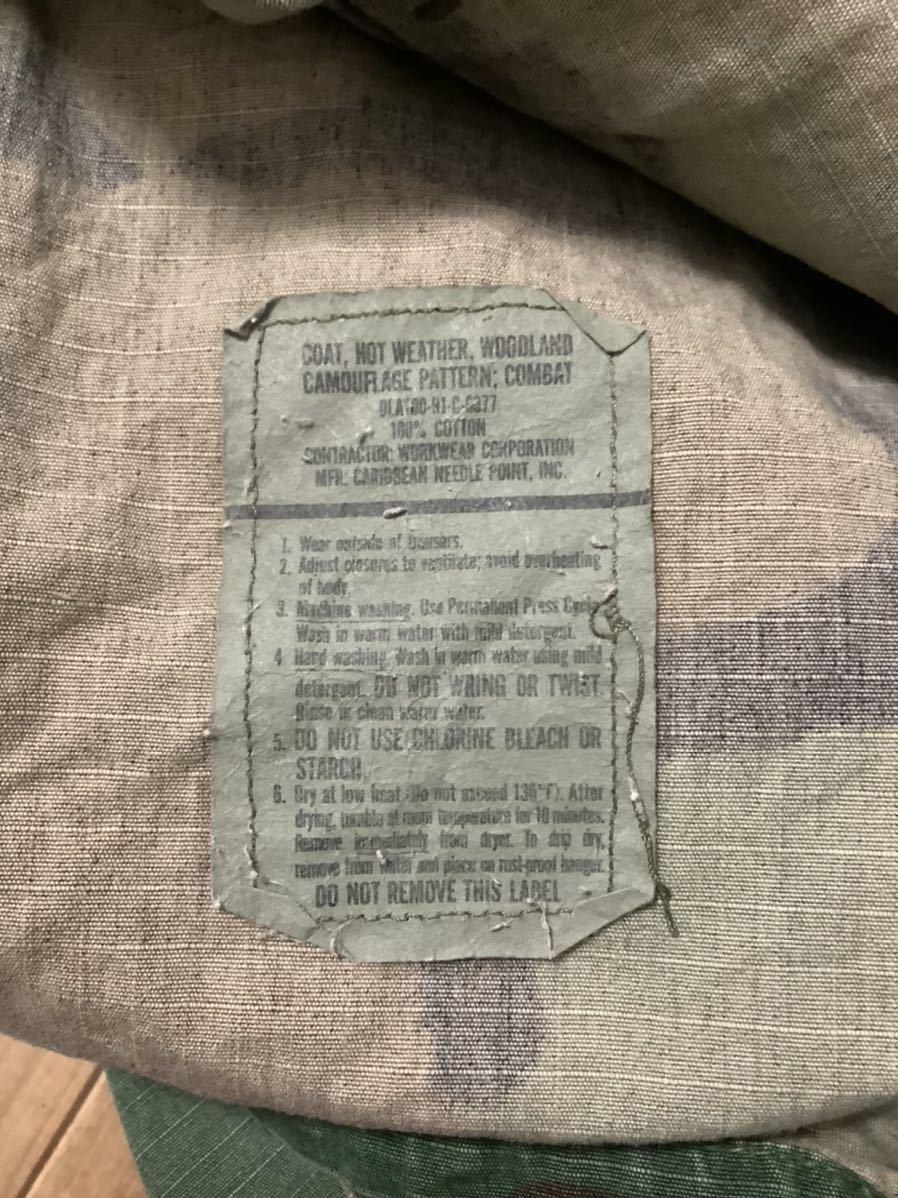 COAT, HOT WEATHER, WOODLAND
CAMOUFLAGE PATTERN; COMBAT
100% COTTON
CONTRACTOR: WORKWEAR CORPORATION
MFR: CARIBBEAN NEEDLE POINT, INC.
1. Wear outside of trousers.
2. Adjust closures to ventilate; avoid overheating
of body.
3. Machine washing. Use Permanent Press Cycle.
Wash in warm water with mild detergent.
4. Hand washing. Wash in warm water using mild
detergent. DO NOT WRING OR TWIST.
Rinse in clean warm water.
5. DO NOT USE CHLORINE BLEACH OR
STARCH.
6. Dry at low heat (Do not exceed 130°F). After
drying, tumble at room temperature for 10 minutes.
Remove immediately from dryer. To drip dry,
remove from water and place on rust-proof hanger.
DO NOT REMOVE THIS LABEL